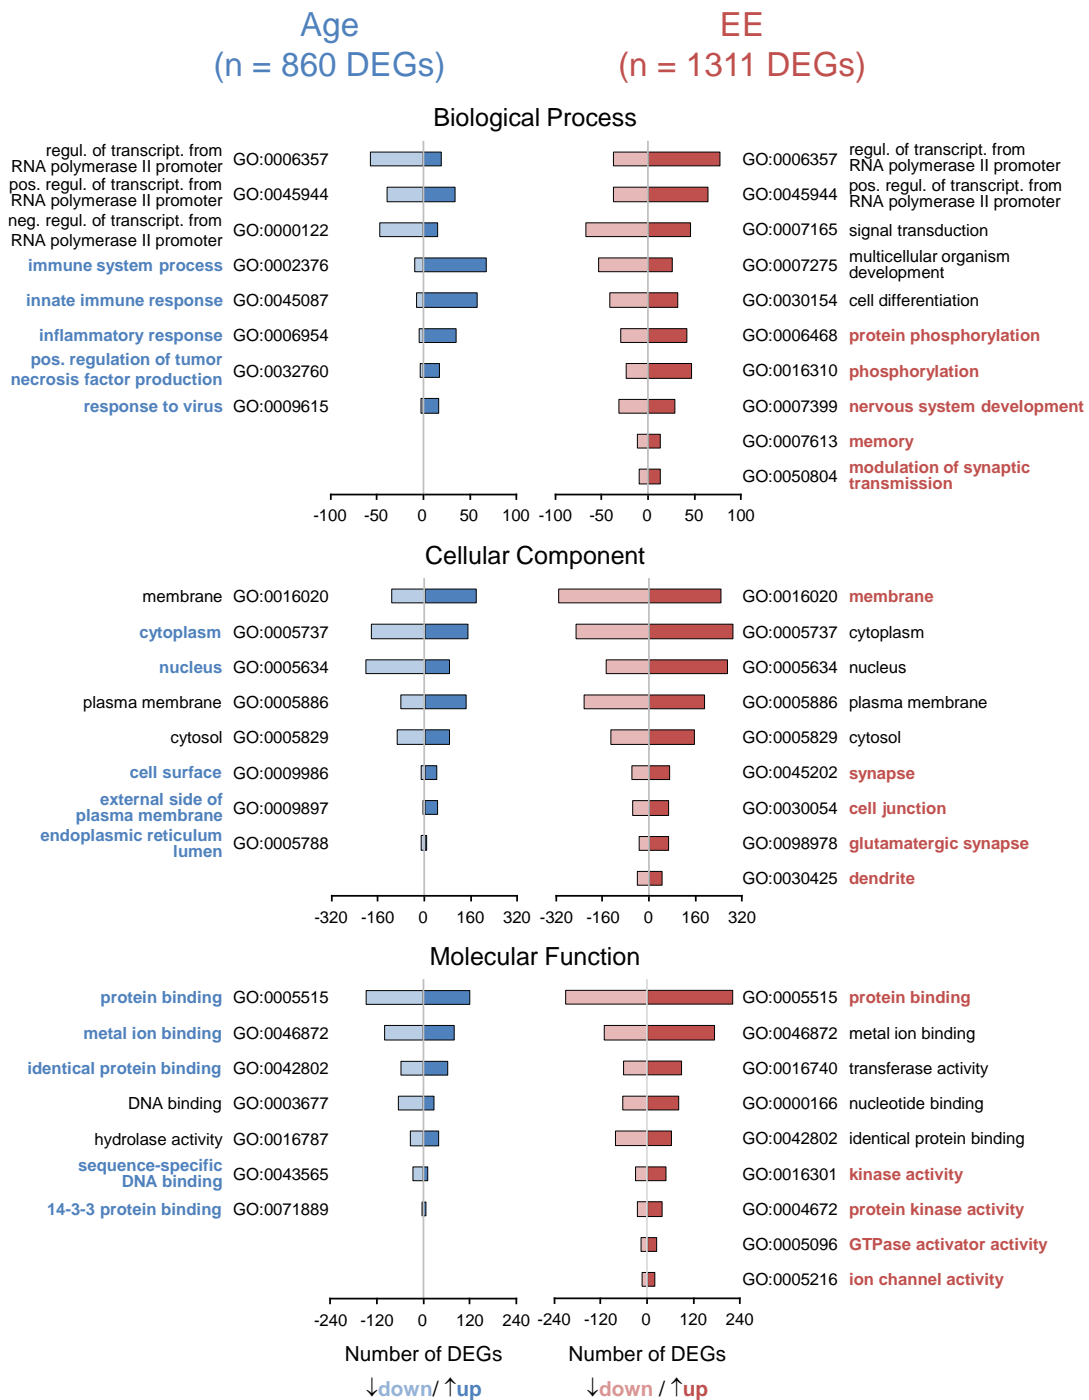 Age
(n = 860 DEGs)
EE
(n = 1311 DEGs)
Biological Process
regul. of transcript. from
RNA polymerase II promoter
GO:0006357
GO:0006357
regul. of transcript. from
RNA polymerase II promoter
pos. regul. of transcript. from
RNA polymerase II promoter
GO:0045944
GO:0045944
pos. regul. of transcript. from
RNA polymerase II promoter
neg. regul. of transcript. from
RNA polymerase II promoter
GO:0000122
GO:0007165
signal transduction
immune system process
GO:0002376
GO:0007275
multicellular organism
development
innate immune response
GO:0045087
GO:0030154
cell differentiation
inflammatory response
GO:0006954
GO:0006468
protein phosphorylation
pos. regulation of tumor
necrosis factor production
GO:0032760
GO:0016310
phosphorylation
response to virus
GO:0009615
GO:0007399
nervous system development
GO:0007613
memory
GO:0050804
modulation of synaptic
transmission
-100 -50 0 50 100
-100 -50 0 50 100
Cellular Component
membrane
GO:0016020
GO:0016020
membrane
cytoplasm
GO:0005737
GO:0005737
cytoplasm
nucleus
GO:0005634
GO:0005634
nucleus
plasma membrane
GO:0005886
GO:0005886
plasma membrane
cytosol
GO:0005829
GO:0005829
cytosol
cell surface
GO:0009986
GO:0045202
synapse
external side of
plasma membrane
GO:0009897
GO:0030054
cell junction
endoplasmic reticulum
lumen
GO:0005788
GO:0098978
glutamatergic synapse
GO:0030425
dendrite
-320 -160 0 160 320
-320 -160 0 160 320
Molecular Function
protein binding
GO:0005515
GO:0005515
protein binding
metal ion binding
GO:0046872
GO:0046872
metal ion binding
identical protein binding
GO:0042802
GO:0016740
transferase activity
DNA binding
GO:0003677
GO:0000166
nucleotide binding
hydrolase activity
GO:0016787
GO:0042802
identical protein binding
sequence-specific
DNA binding
GO:0043565
GO:0016301
kinase activity
14-3-3 protein binding
GO:0071889
GO:0004672
protein kinase activity
GO:0005096
GTPase activator activity
GO:0005216
ion channel activity
-240 -120 0 120 240
-240 -120 0 120 240
Number of DEGs
Number of DEGs
↓down/ ↑up
↓down / ↑up